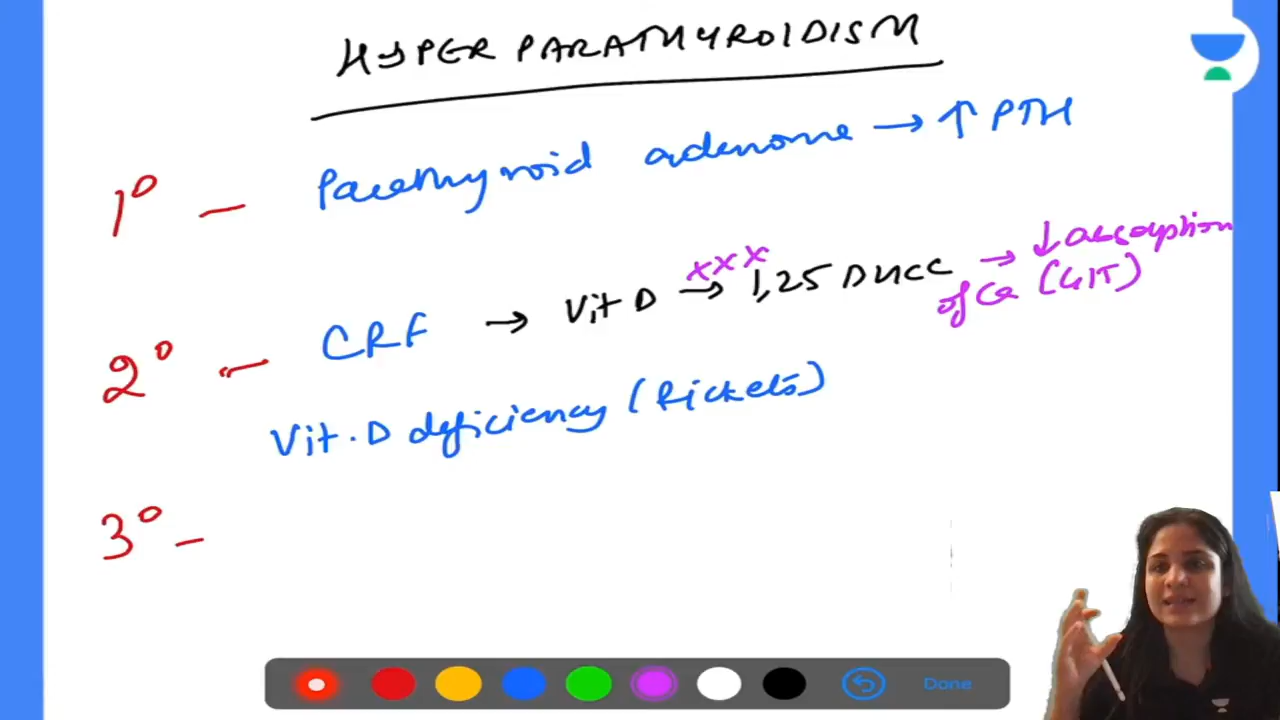 HYPER PARATHYROIDISM
1° - Parathyroid adenoma → ↑ PTH
2° - CRF → Vit D xxx → 1,25 DHCC → ↓ absorption
of Ca (GIT)
Vit. D deficiency (Rickets)
3° -
Done